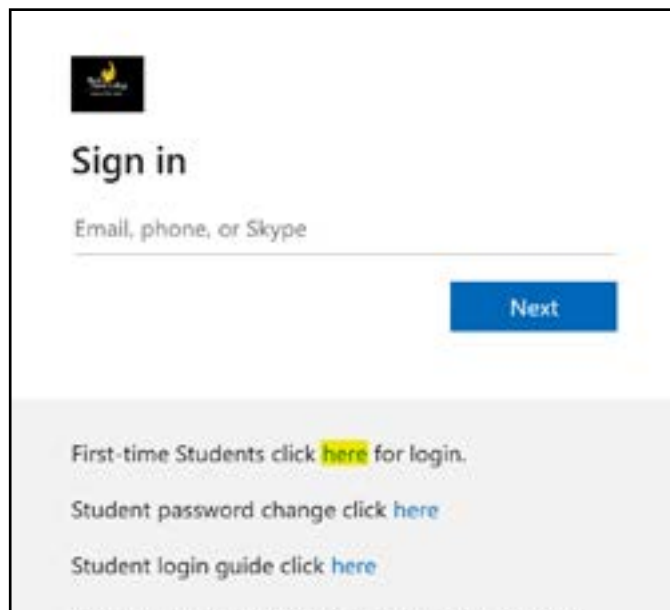 Sign in
Email, phone, or Skype
Next
First-time Students click here for login.
Student password change click here
Student login guide click here